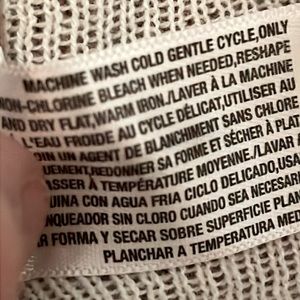 MACHINE WASH COLD GENTLE CYCLE,ONLY
NON-CHLORINE BLEACH WHEN NEEDED,RESHAPE
AND DRY FLAT,WARM IRON./LAVER À LA MACHINE
L'EAU FROIDE AU CYCLE DÉLICAT,UTILISER AU
UN AGENT DE BLANCHIMENT SANS CHLORE
REDONNER SA FORME ET SÉCHER À PLAT
À TEMPÉRATURE MOYENNE./LAVAR A
CON AGUA FRIA CICLO DELICADO,USA
SIN CLORO CUANDO SEA NECESAR
FORMA Y SECAR SOBRE SUPERFICIE PLAN
PLANCHAR A TEMPERATURA MED